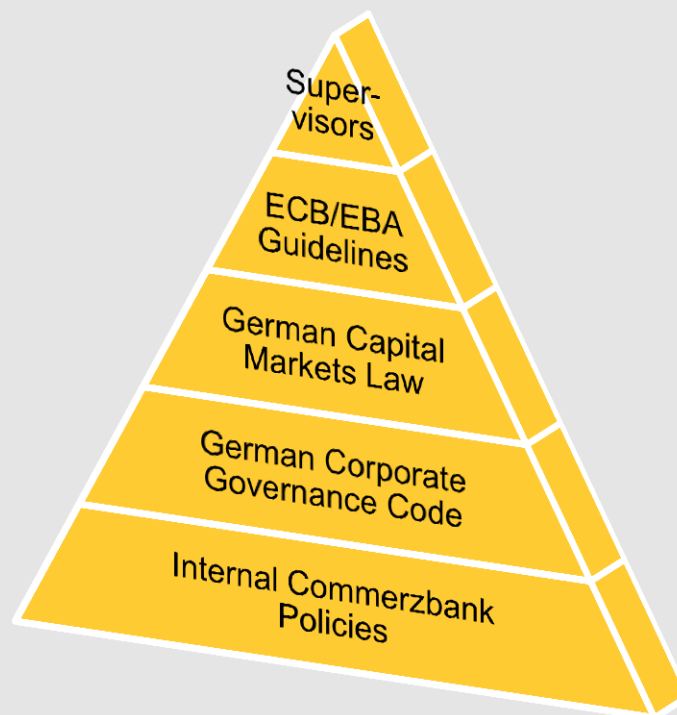 Super-
visors
ECB/EBA
Guidelines
German Capital
Markets Law
German Corporate
Governance Code
Internal Commerzbank
Policies